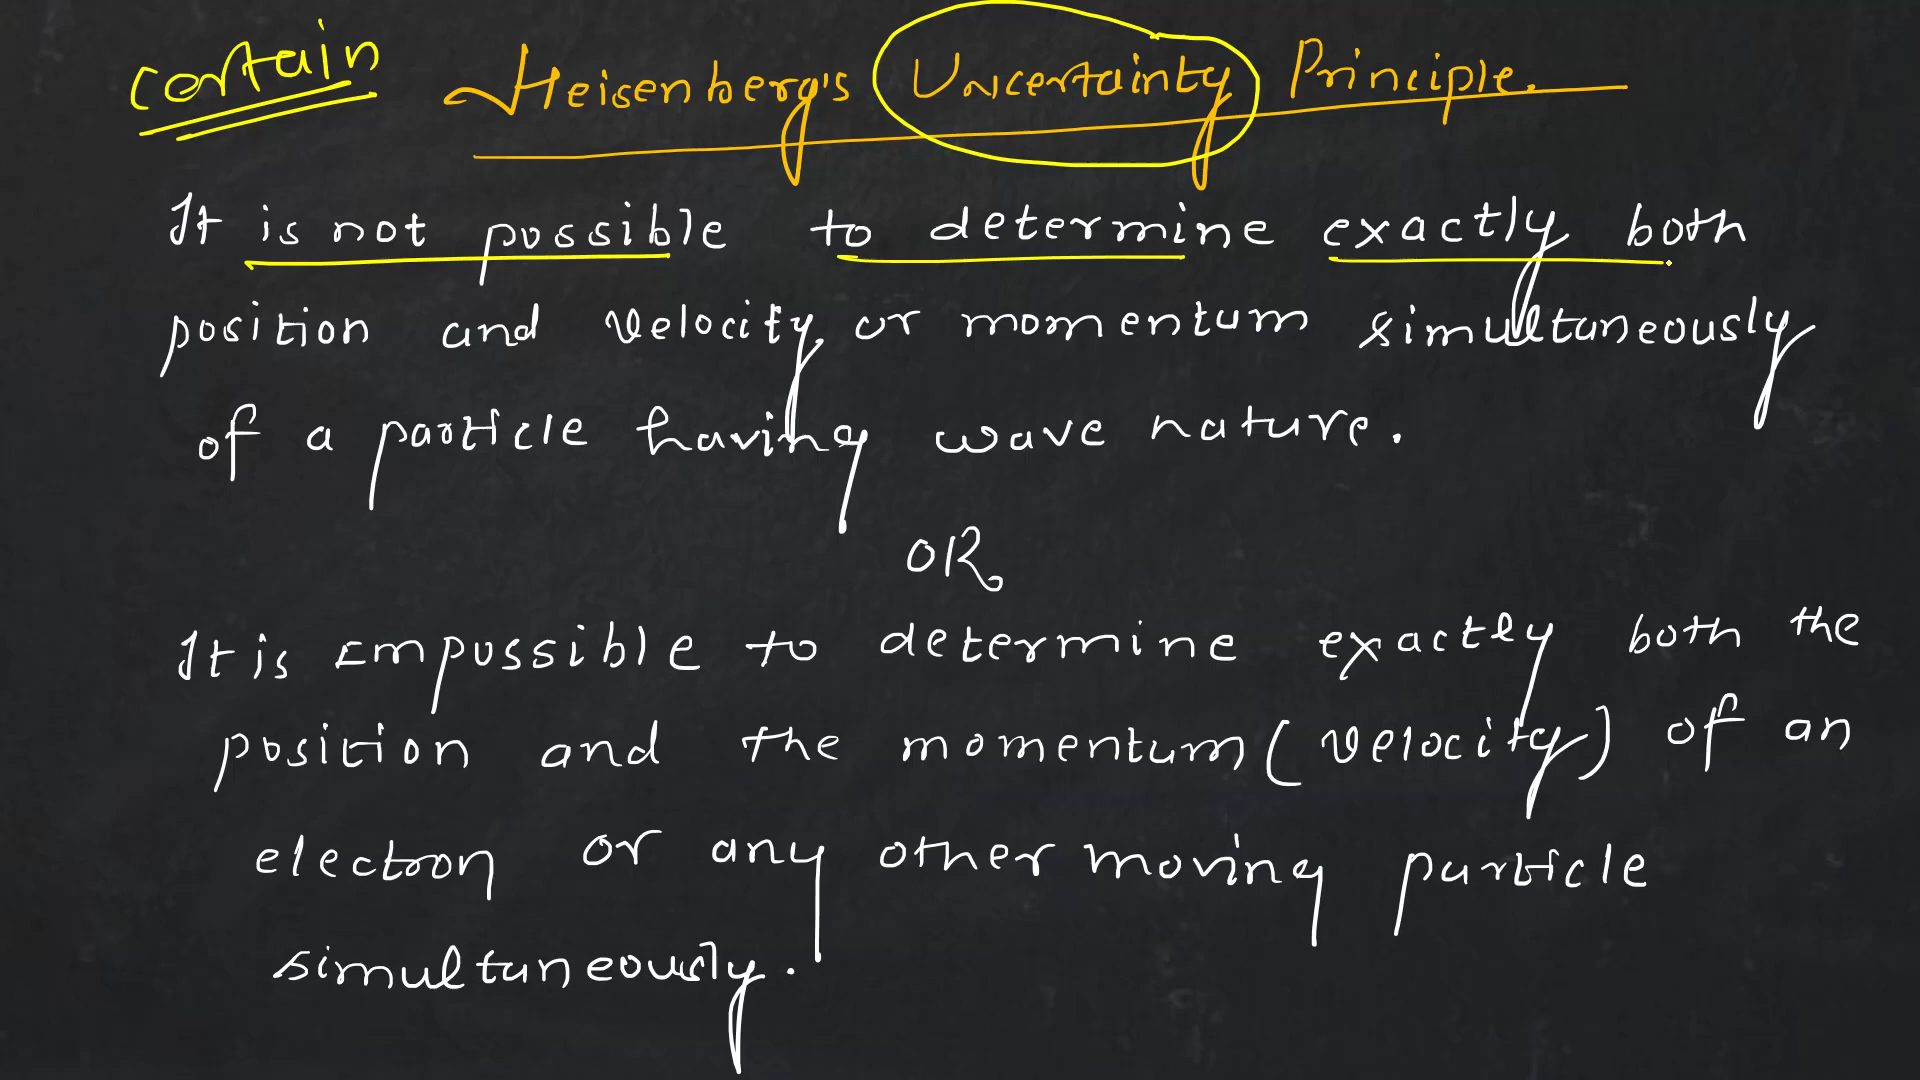 certain Heisenberg's Uncertainty Principle.
It is not possible to determine exactly both
position and velocity or momentum simultaneously
of a particle having wave nature.
OR
It is Impossible to determine exactly both the
position and the momentum (velocity) of an
electron or any other moving particle
simultaneously.